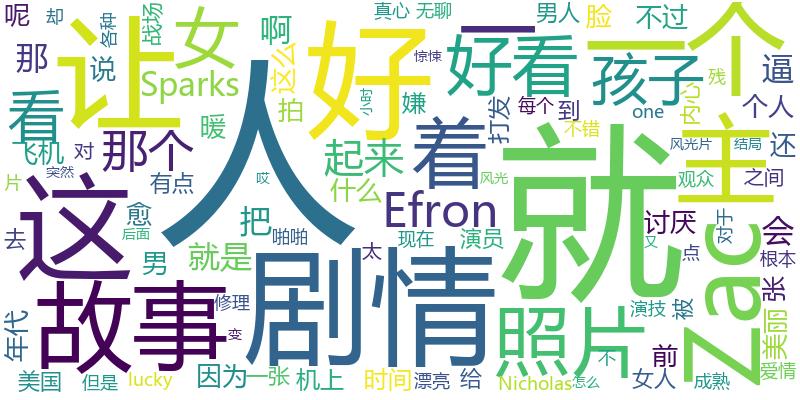 呢 却 各种 战场 让 女 啊 真心 无聊 男人 脸 不过 一个
那 说 Sparks 这么 好 惊悚 一 好看 孩子 逼
看 那个 暖 拍 小时 嫌 着 打发 每个 到 one 不错 内心 残 个人
飞机 对 人 起来 什么 就 主 还
片 突然 有点 哎 Efron 风光 风光片 结局 观众 之间
这 愈 把 讨厌 对于 会
去 后面 啪啪 太 现在 演员 又 点 根本
男 就是 剧情 Zac 张
年代 故事 修理 照片 演技 被 美丽
变 不 前
美国 但是 lucky 因为 一张 机上 时间 漂亮 给 Nicholas 怎么 女人 成熟 爱情